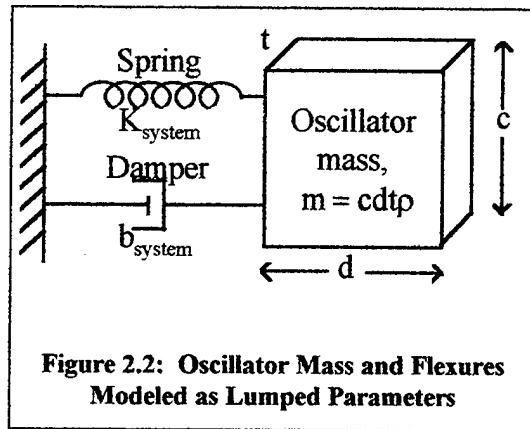 t
Spring
K_system
Damper
b_system
Oscillator
mass,
m = cdtρ
c
d
Figure 2.2: Oscillator Mass and Flexures
Modeled as Lumped Parameters